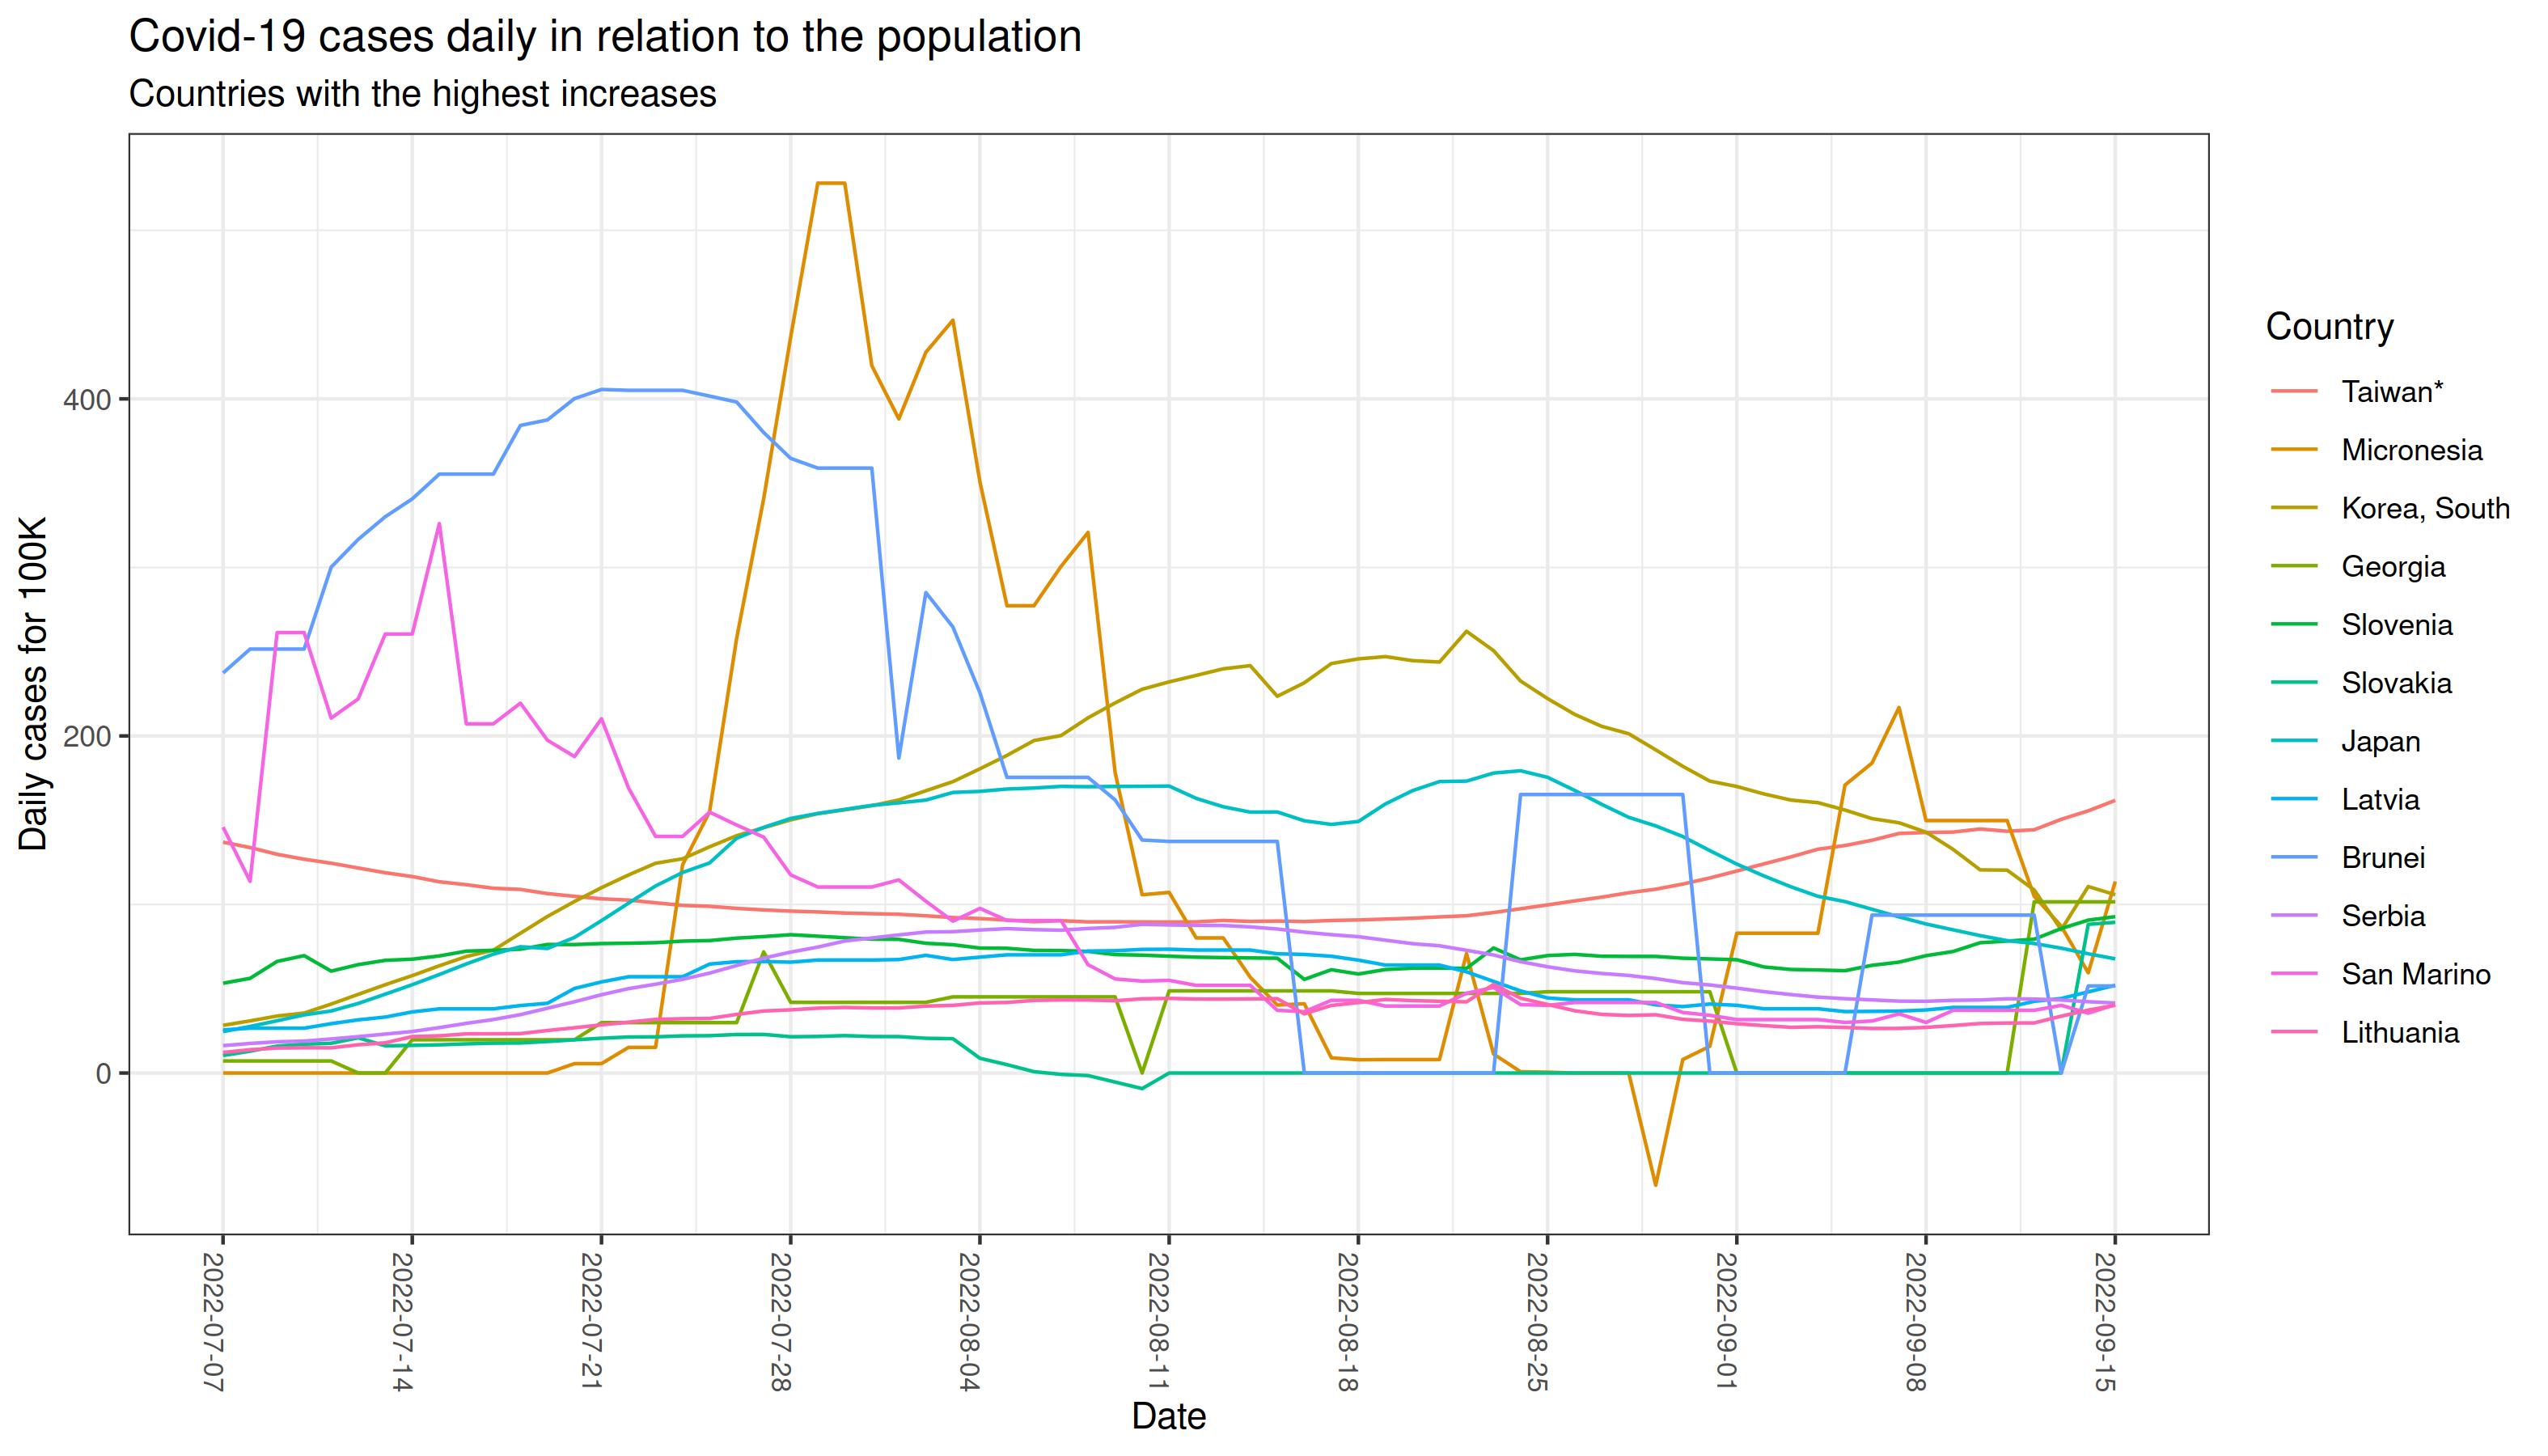 Covid-19 cases daily in relation to the population
Countries with the highest increases
Daily cases for 100K
400
200
0
2022-07-07
2022-07-14
2022-07-21
2022-07-28
2022-08-04
2022-08-11
2022-08-18
2022-08-25
2022-09-01
2022-09-08
2022-09-15
Date
Country
Taiwan*
Micronesia
Korea, South
Georgia
Slovenia
Slovakia
Japan
Latvia
Brunei
Serbia
San Marino
Lithuania